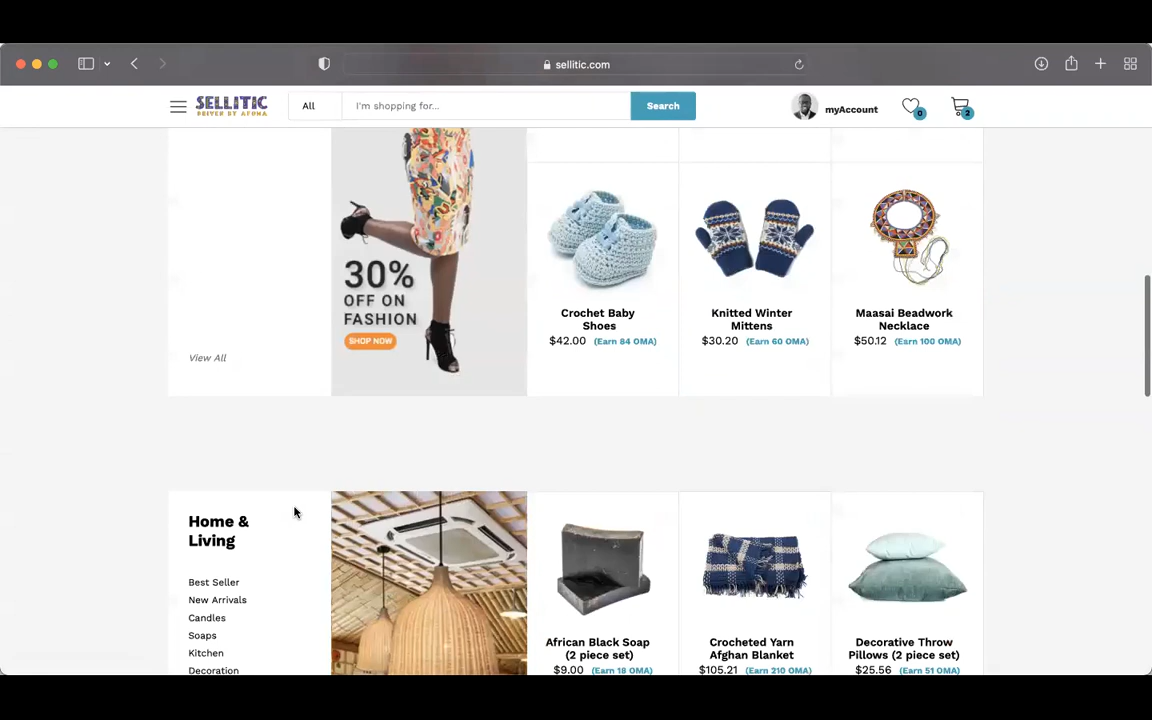 sellitic.com
SELLITIC
DRIVEN BY AFOMA
All
I'm shopping for...
Search
myAccount
0
2
30%
OFF ON
FASHION
SHOP NOW
View All
Crochet Baby
Shoes
$42.00 (Earn 84 OMA)
Knitted Winter
Mittens
$30.20 (Earn 60 OMA)
Maasai Beadwork
Necklace
$50.12 (Earn 100 OMA)
Home &
Living
Best Seller
New Arrivals
Candles
Soaps
Kitchen
Decoration
African Black Soap
(2 piece set)
$9.00 (Earn 18 OMA)
Crocheted Yarn
Afghan Blanket
$105.21 (Earn 210 OMA)
Decorative Throw
Pillows (2 piece set)
$25.56 (Earn 51 OMA)